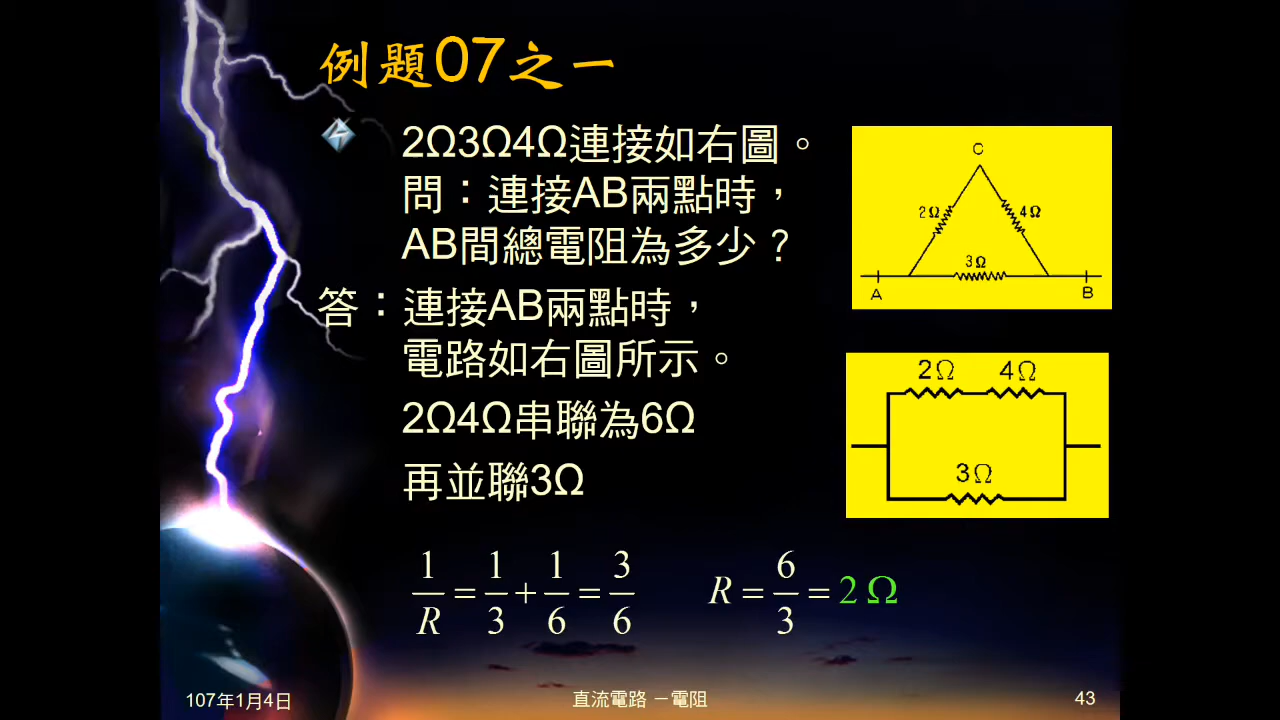 例題07之一
2Ω3Ω4Ω連接如右圖。
問：連接AB兩點時，
AB間總電阻為多少？
答：連接AB兩點時，
電路如右圖所示。
2Ω4Ω串聯為6Ω
再並聯3Ω
1/R = 1/3 + 1/6 = 3/6
R = 6/3 = 2 Ω
C
2Ω 4Ω
3Ω
A B
2Ω 4Ω
3Ω
107年1月4日
直流電路 －電阻
43